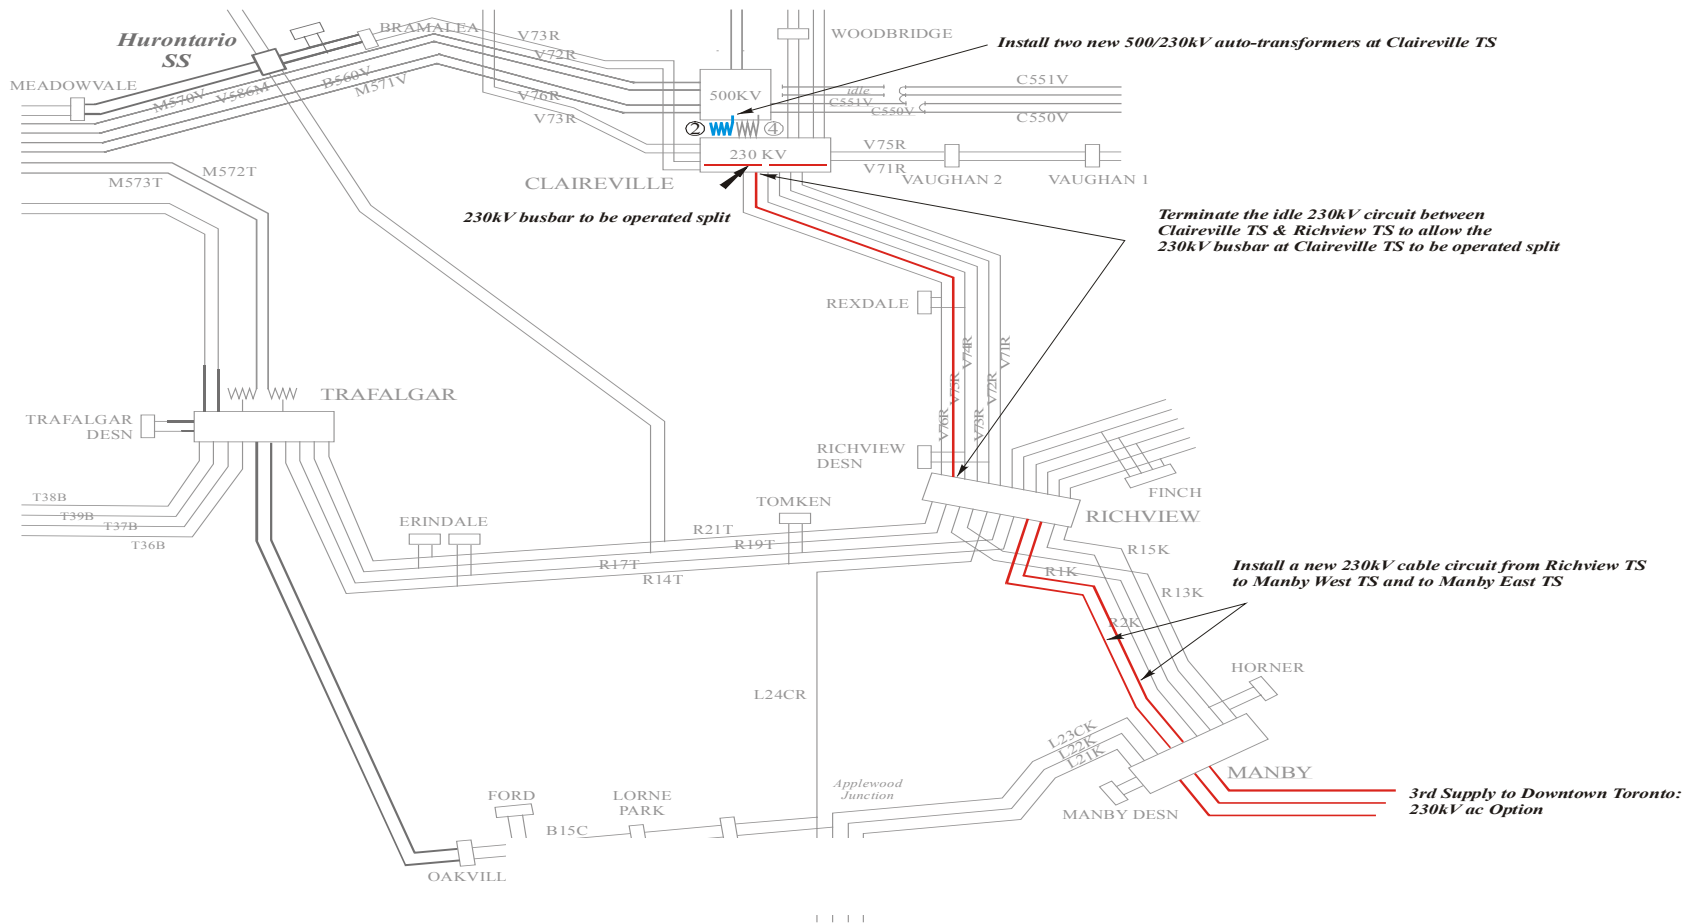 Hurontario
SS
BRAMALEA
V73R
V72R
WOODBRIDGE
Install two new 500/230kV auto-transformers at Claireville TS
MEADOWVALE
M570V
V586M
B560V
M571V
V76R
V73R
500KV
idle
C551V
C551V
C550V
C550V
2
4
230 KV
V75R
V71R
VAUGHAN 2
VAUGHAN 1
CLAIREVILLE
M572T
M573T
230kV busbar to be operated split
Terminate the idle 230kV circuit between
Claireville TS & Richview TS to allow the
230kV busbar at Claireville TS to be operated split
REXDALE
V74R
V71R
V75R
V72R
V76R
V73R
TRAFALGAR
TRAFALGAR
DESN
RICHVIEW
DESN
FINCH
RICHVIEW
T38B
T39B
T37B
T36B
ERINDALE
TOMKEN
R21T
R19T
R17T
R14T
R15K
R1K
R13K
R2K
Install a new 230kV cable circuit from Richview TS
to Manby West TS and to Manby East TS
HORNER
L24CR
L23CK
L22K
L21K
MANBY
Applewood
Junction
MANBY DESN
3rd Supply to Downtown Toronto:
230kV ac Option
FORD
LORNE
PARK
B15C
OAKVILL